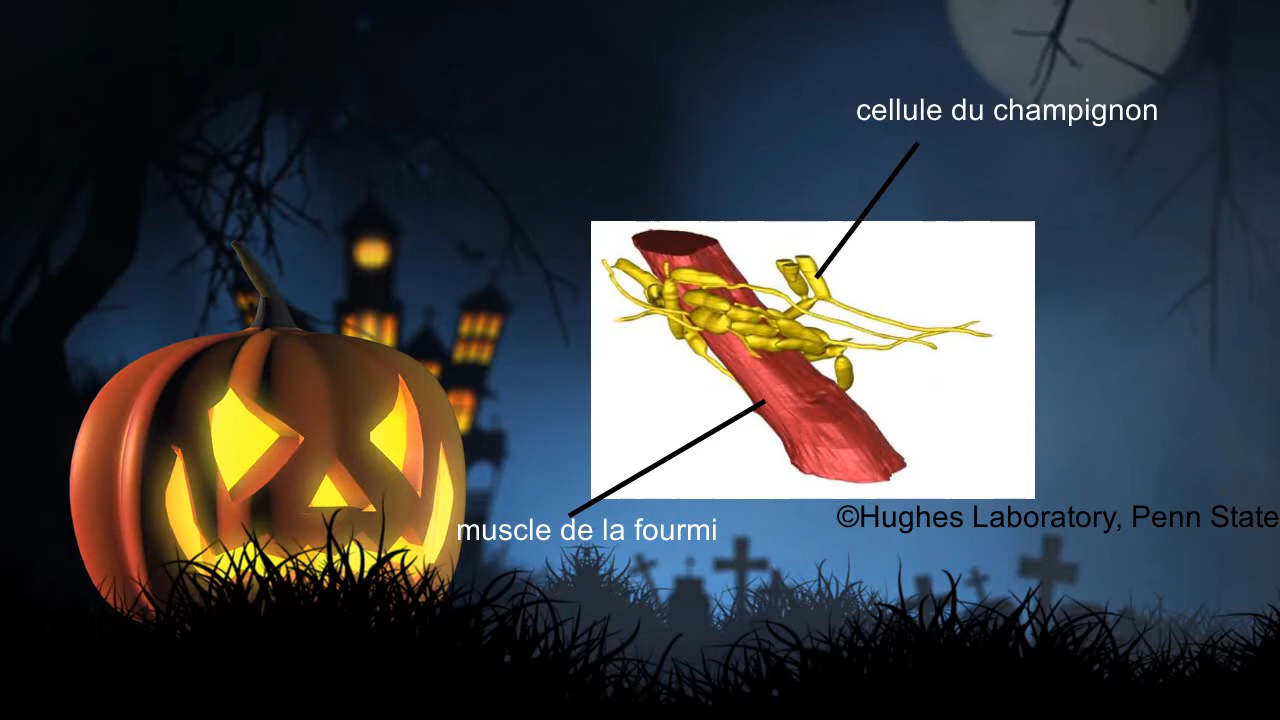 cellule du champignon
muscle de la fourmi
©Hughes Laboratory, Penn State